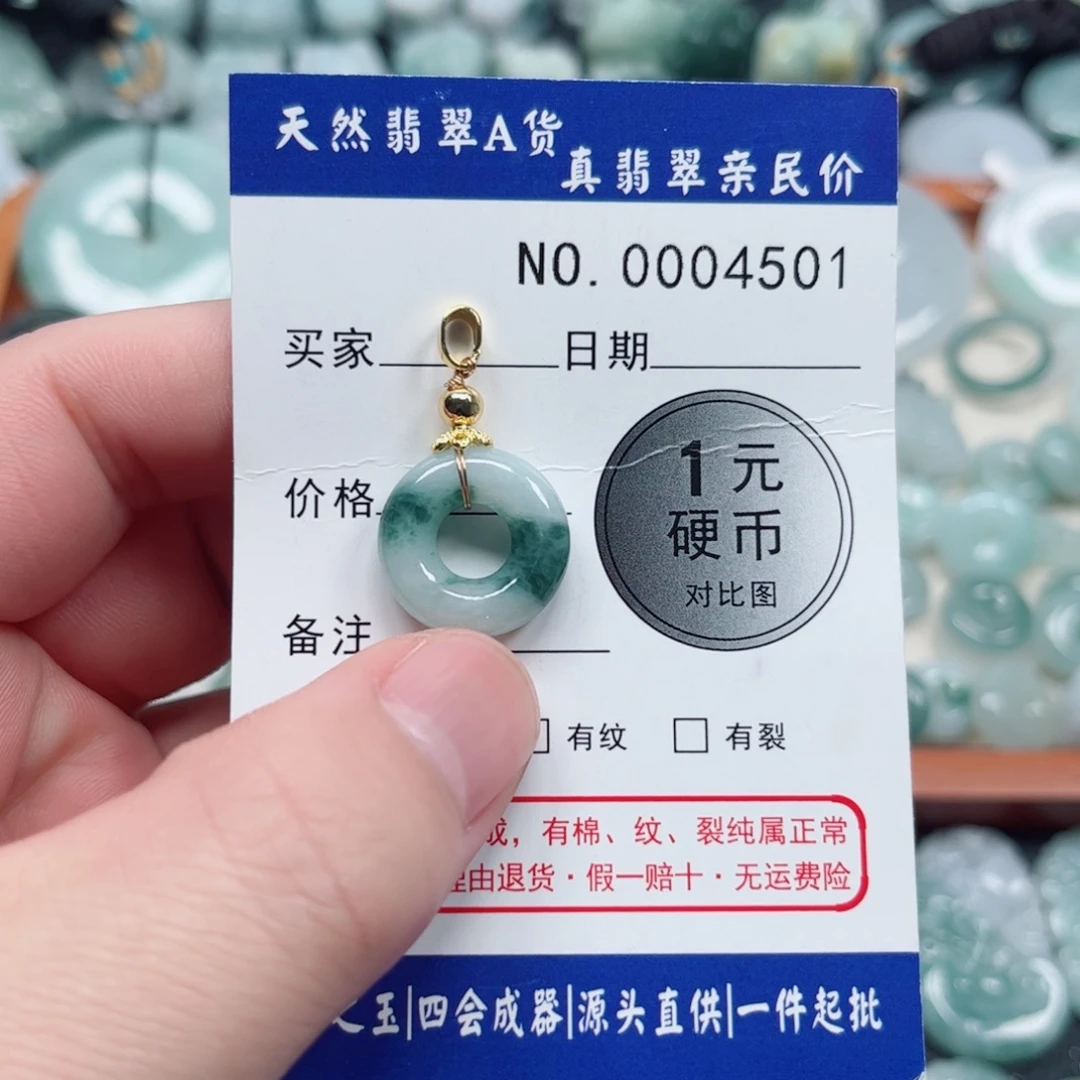 天然翡翠A货
真翡翠亲民价
NO. 0004501
买家
日期
价格
1元
硬币
对比图
备注
有纹
有裂
，有棉、纹、裂纯属正常
由退货·假一赔十·无运费险
玉|四会成器|源头直供|一件起批